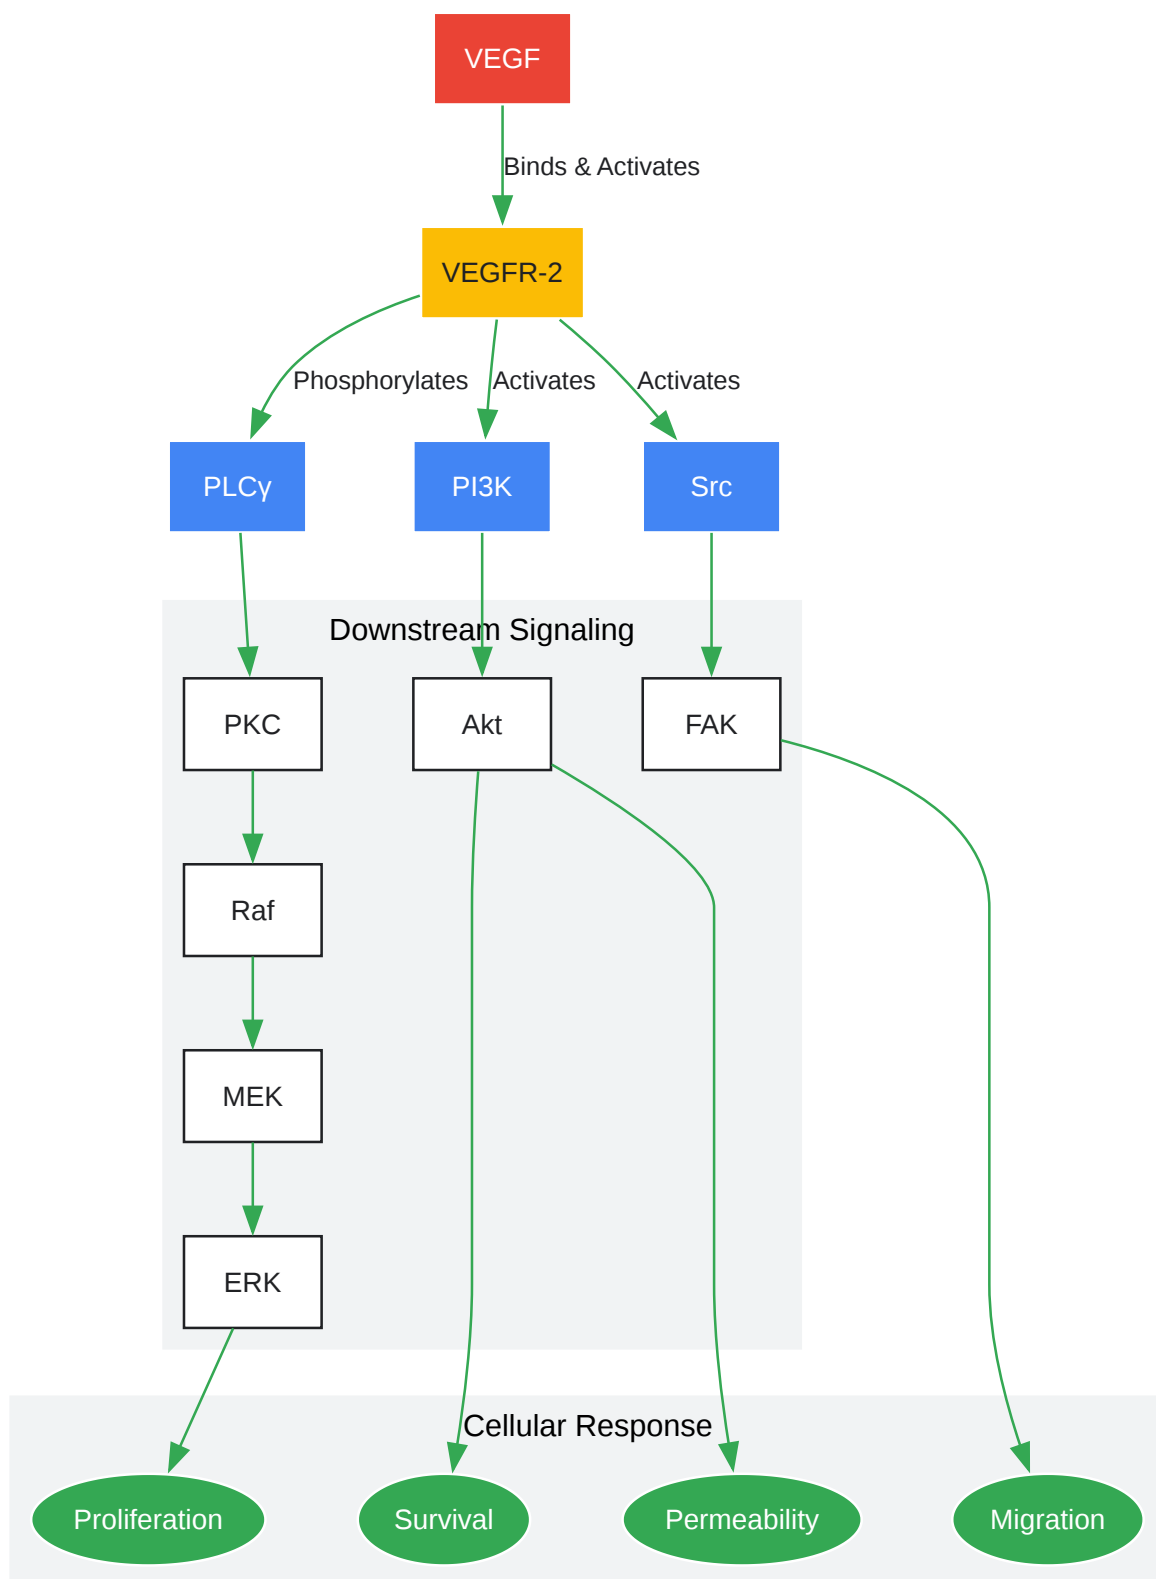 VEGF
Binds & Activates
VEGFR-2
Phosphorylates
Activates
Activates
PLCγ
PI3K
Src
Downstream Signaling
PKC
Akt
FAK
Raf
MEK
ERK
Cellular Response
Proliferation
Survival
Permeability
Migration